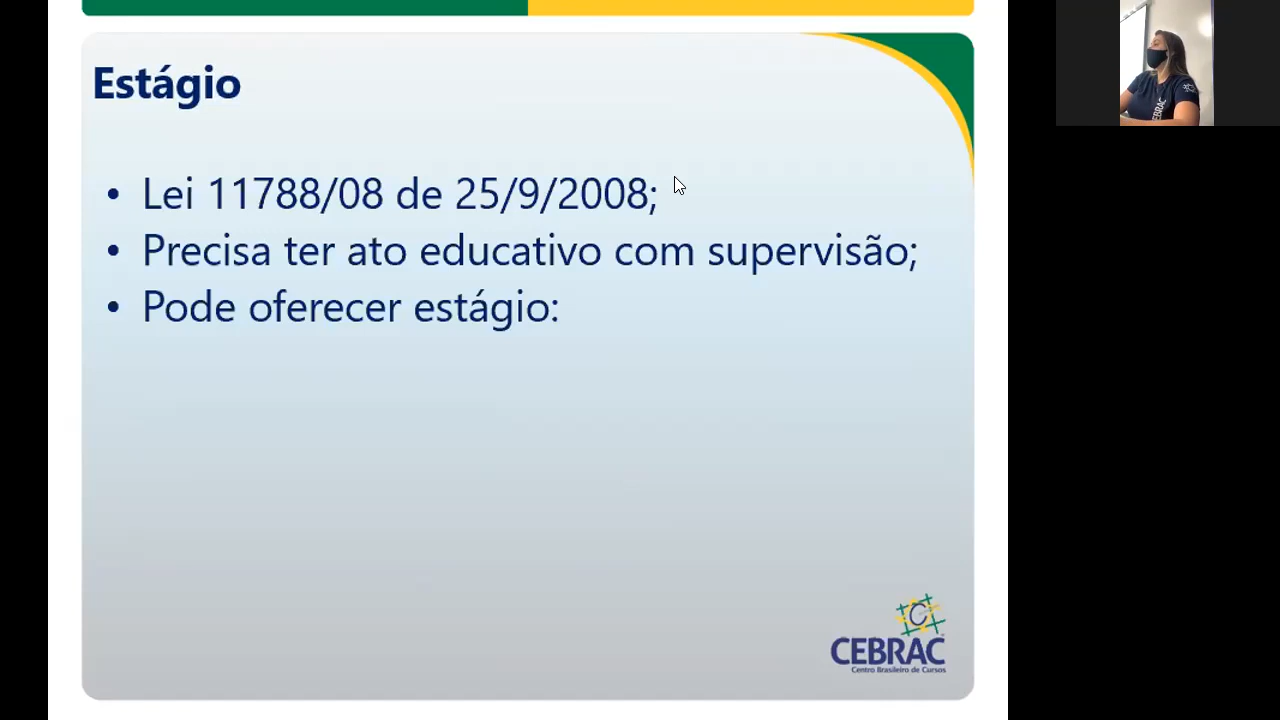 Estágio
• Lei 11788/08 de 25/9/2008;
• Precisa ter ato educativo com supervisão;
• Pode oferecer estágio:
CEBRAC
Centro Brasileiro de Cursos
CEBRAC